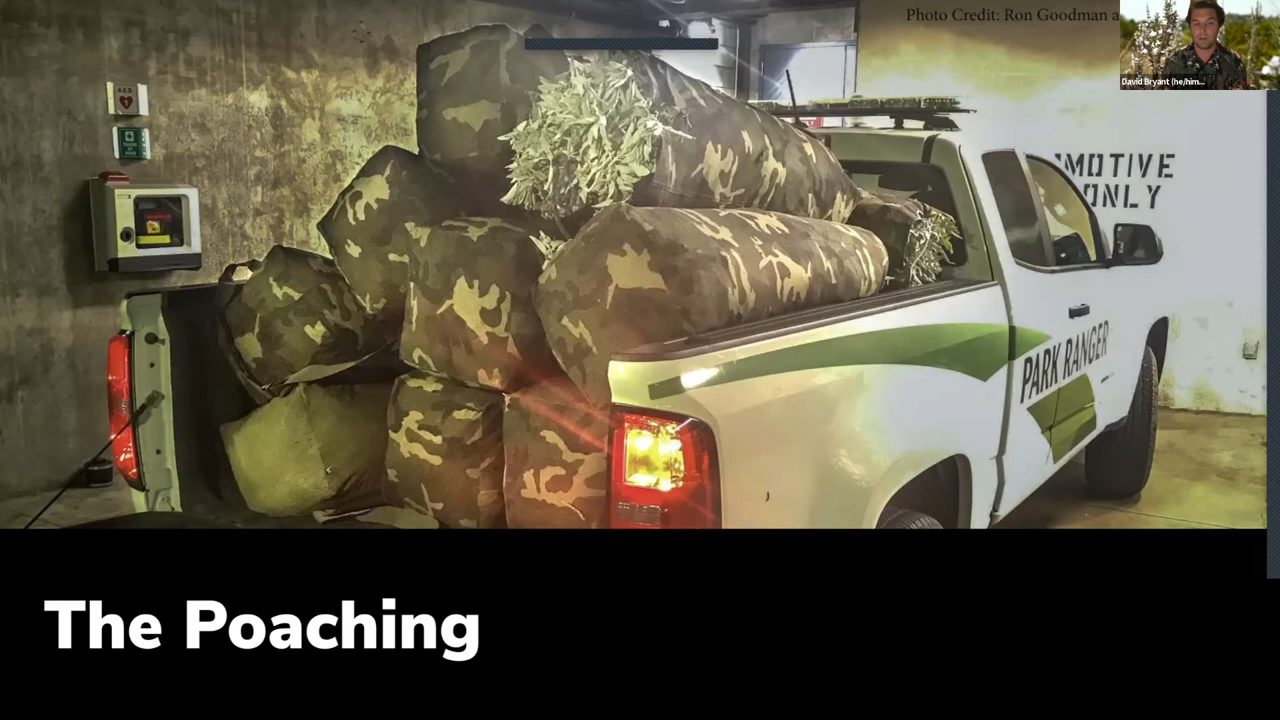 Photo Credit: Ron Goodman a
David Bryant (he/him...
A.E.D.
MOTIVE
ONLY
PARK RANGER
The Poaching